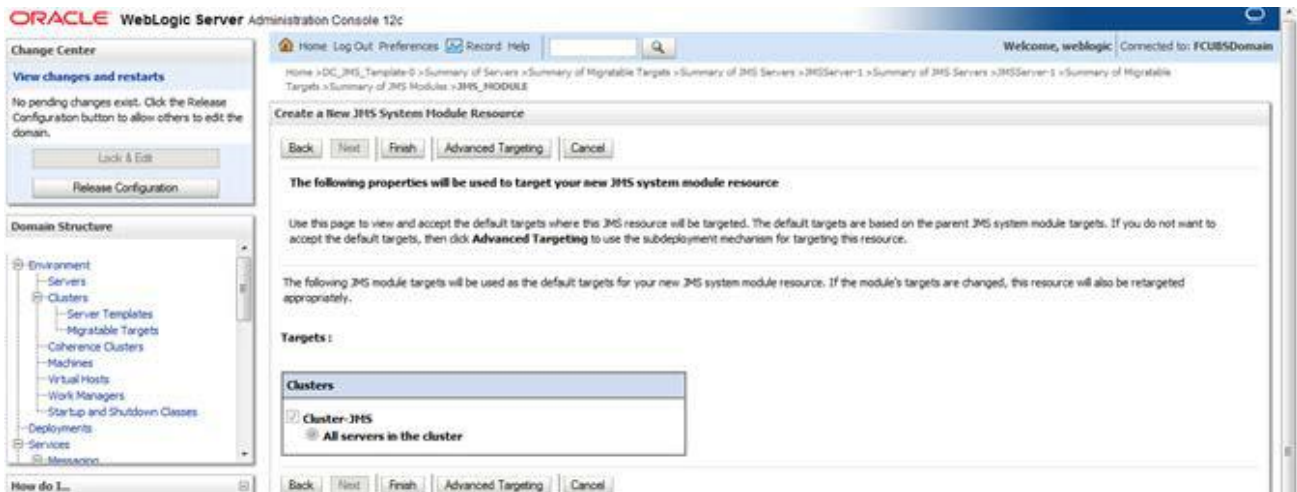 ORACLE WebLogic Server Administration Console 12c
Change Center
View changes and restarts
No pending changes exist. Click the Release
Configuration button to allow others to edit the
domain.
Lock & Edit
Release Configuration
Domain Structure
Environment
Servers
Clusters
Server Templates
Migratable Targets
Coherence Clusters
Machines
Virtual Hosts
Work Managers
Startup and Shutdown Classes
Deployments
Services
Messaging
How do I...
Home Log Out Preferences Record Help
Welcome, weblogic Connected to: FCUBSDomain
Home >DC_JMS_Template-0 >Summary of Servers >Summary of Migratable Targets >Summary of JMS Servers >JMSServer-1 >Summary of JMS Servers >JMSServer-1 >Summary of Migratable
Targets >Summary of JMS Modules >JMS_MODULE
Create a New JMS System Module Resource
Back Next Finish Advanced Targeting Cancel
The following properties will be used to target your new JMS system module resource
Use this page to view and accept the default targets where this JMS resource will be targeted. The default targets are based on the parent JMS system module targets. If you do not want to
accept the default targets, then click Advanced Targeting to use the subdeployment mechanism for targeting this resource.
The following JMS module targets will be used as the default targets for your new JMS system module resource. If the module's targets are changed, this resource will also be retargeted
appropriately.
Targets :
Clusters
Cluster-JMS
All servers in the cluster
Back Next Finish Advanced Targeting Cancel